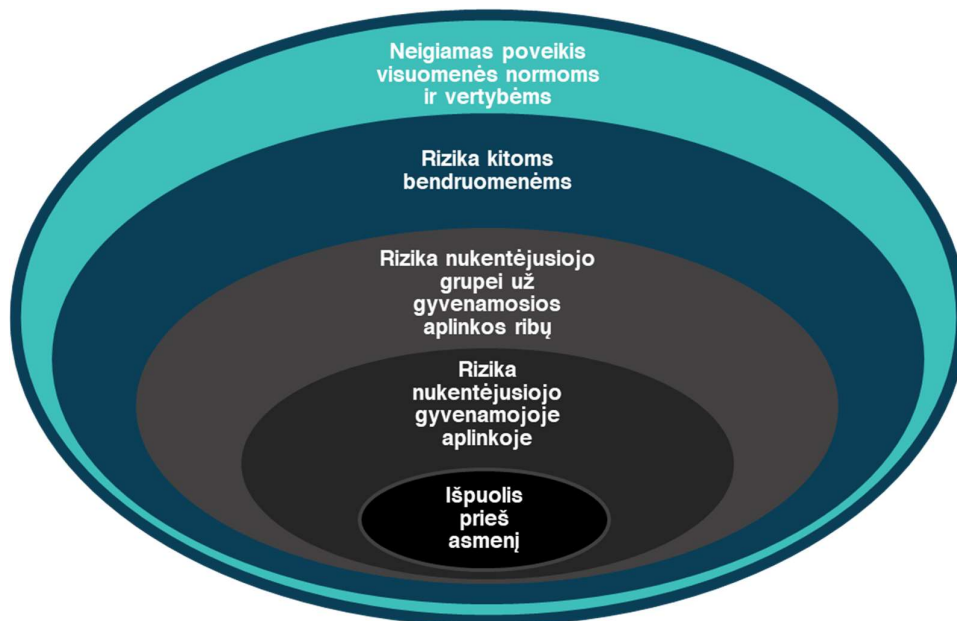 Neigiamas poveikis
visuomenės normoms
ir vertybėms
Rizika kitoms
bendruomenėms
Rizika nukentėjusiojo
grupei už
gyvenamosios
aplinkos ribų
Rizika
nukentėjusiojo
gyvenamojoje
aplinkoje
Išpuolis
prieš
asmenį